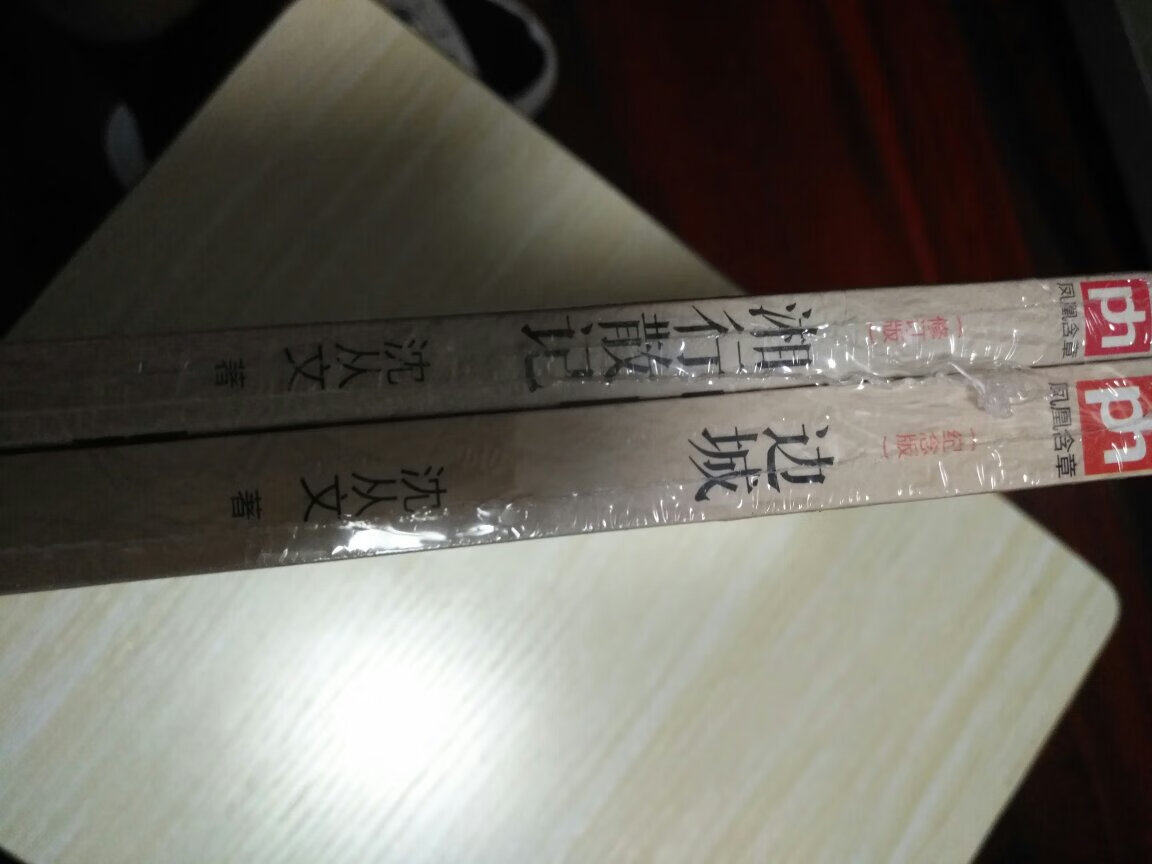 ph
凤凰含章
(修订版)
湘行散记
沈从文 著
ph
凤凰含章
(纪念版)
边城
沈从文 著